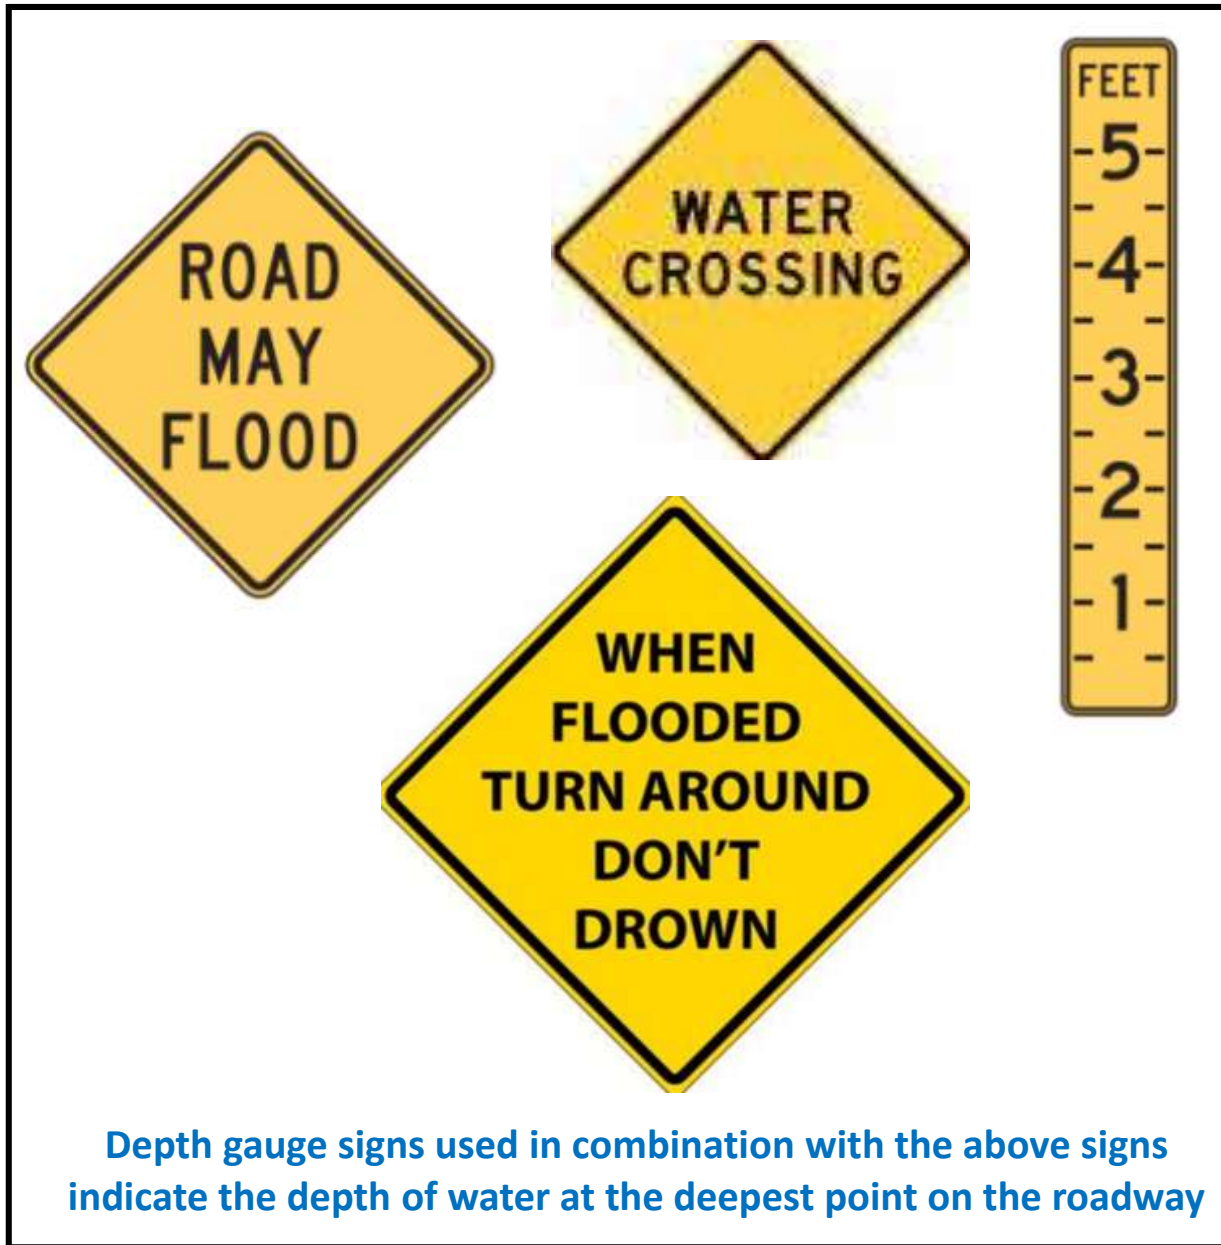 ROAD
MAY
FLOOD
WATER
CROSSING
FEET
5
4
3
2
1
WHEN
FLOODED
TURN AROUND
DON'T
DROWN
Depth gauge signs used in combination with the above signs
indicate the depth of water at the deepest point on the roadway